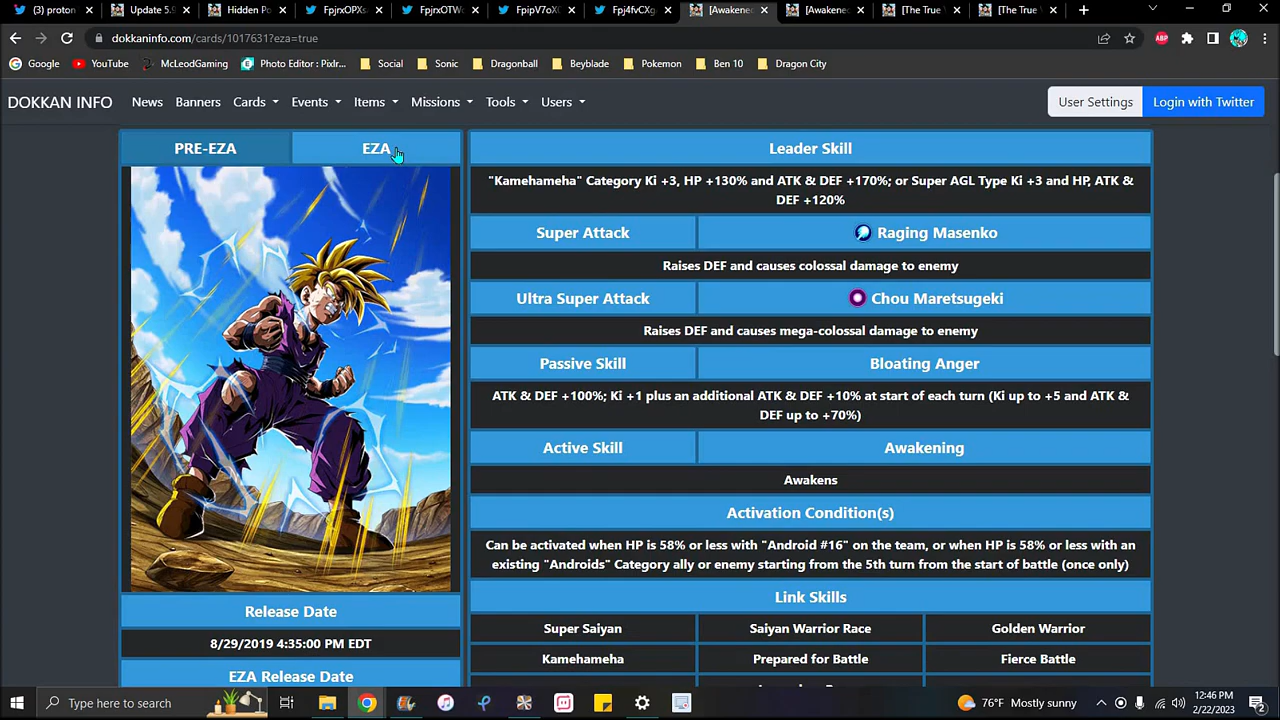 (3) proton
Update 5.9
Hidden Po
FpjrxOPXs
FpjrxOTW
FpipV7oX
Fpj4fvCXg
[Awakened
[Awakened
[The True
[The True
dokkaninfo.com/cards/1017631?eza=true
Google YouTube McLeodGaming Photo Editor : Pixlr... Social Sonic Dragonball Beyblade Pokemon Ben 10 Dragon City
DOKKAN INFO News Banners Cards Events Items Missions Tools Users User Settings Login with Twitter
PRE-EZA EZA
Leader Skill
"Kamehameha" Category Ki +3, HP +130% and ATK & DEF +170%; or Super AGL Type Ki +3 and HP, ATK &
DEF +120%
Super Attack Raging Masenko
Raises DEF and causes colossal damage to enemy
Ultra Super Attack Chou Maretsugeki
Raises DEF and causes mega-colossal damage to enemy
Passive Skill Bloating Anger
ATK & DEF +100%; Ki +1 plus an additional ATK & DEF +10% at start of each turn (Ki up to +5 and ATK &
DEF up to +70%)
Active Skill Awakening
Awakens
Activation Condition(s)
Can be activated when HP is 58% or less with "Android #16" on the team, or when HP is 58% or less with an
existing "Androids" Category ally or enemy starting from the 5th turn from the start of battle (once only)
Link Skills
Super Saiyan Saiyan Warrior Race Golden Warrior
Kamehameha Prepared for Battle Fierce Battle
Release Date
8/29/2019 4:35:00 PM EDT
EZA Release Date
Type here to search
76°F Mostly sunny
12:46 PM
2/22/2023
2